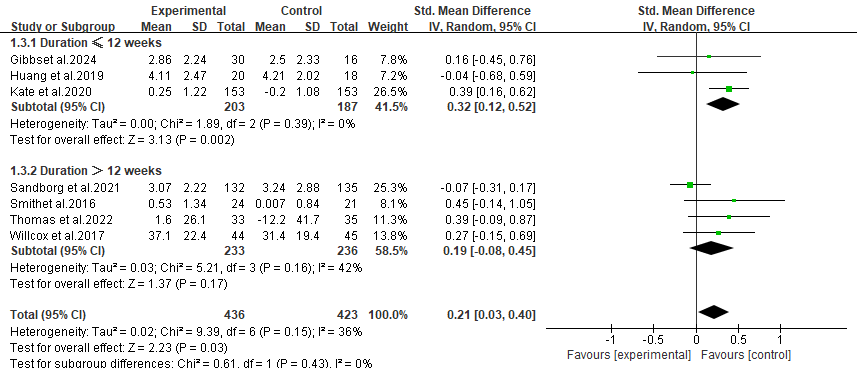 Experimental Control Std. Mean Difference Std. Mean Difference
Study or Subgroup Mean SD Total Mean SD Total Weight IV, Random, 95% CI IV, Random, 95% CI
1.3.1 Duration ⩽ 12 weeks
Gibbset al.2024 2.86 2.24 30 2.5 2.33 16 7.8% 0.16 [-0.45, 0.76]
Huang et al.2019 4.11 2.47 20 4.21 2.02 18 7.2% -0.04 [-0.68, 0.59]
Kate et al.2020 0.25 1.22 153 -0.2 1.08 153 26.5% 0.39 [0.16, 0.62]
Subtotal (95% CI) 203 187 41.5% 0.32 [0.12, 0.52]
Heterogeneity: Tau² = 0.00; Chi² = 1.89, df = 2 (P = 0.39); I² = 0%
Test for overall effect: Z = 3.13 (P = 0.002)
1.3.2 Duration > 12 weeks
Sandborg et al.2021 3.07 2.22 132 3.24 2.88 135 25.3% -0.07 [-0.31, 0.17]
Smithet al.2016 0.53 1.34 24 0.007 0.84 21 8.1% 0.45 [-0.14, 1.05]
Thomas et al.2022 1.6 26.1 33 -12.2 41.7 35 11.3% 0.39 [-0.09, 0.87]
Willcox et al.2017 37.1 22.4 44 31.4 19.4 45 13.8% 0.27 [-0.15, 0.69]
Subtotal (95% CI) 233 236 58.5% 0.19 [-0.08, 0.45]
Heterogeneity: Tau² = 0.03; Chi² = 5.21, df = 3 (P = 0.16); I² = 42%
Test for overall effect: Z = 1.37 (P = 0.17)
Total (95% CI) 436 423 100.0% 0.21 [0.03, 0.40]
Heterogeneity: Tau² = 0.02; Chi² = 9.39, df = 6 (P = 0.15); I² = 36%
Test for overall effect: Z = 2.23 (P = 0.03)
Test for subgroup differences: Chi² = 0.61, df = 1 (P = 0.43), I² = 0%
-1 -0.5 0 0.5 1
Favours [experimental] Favours [control]